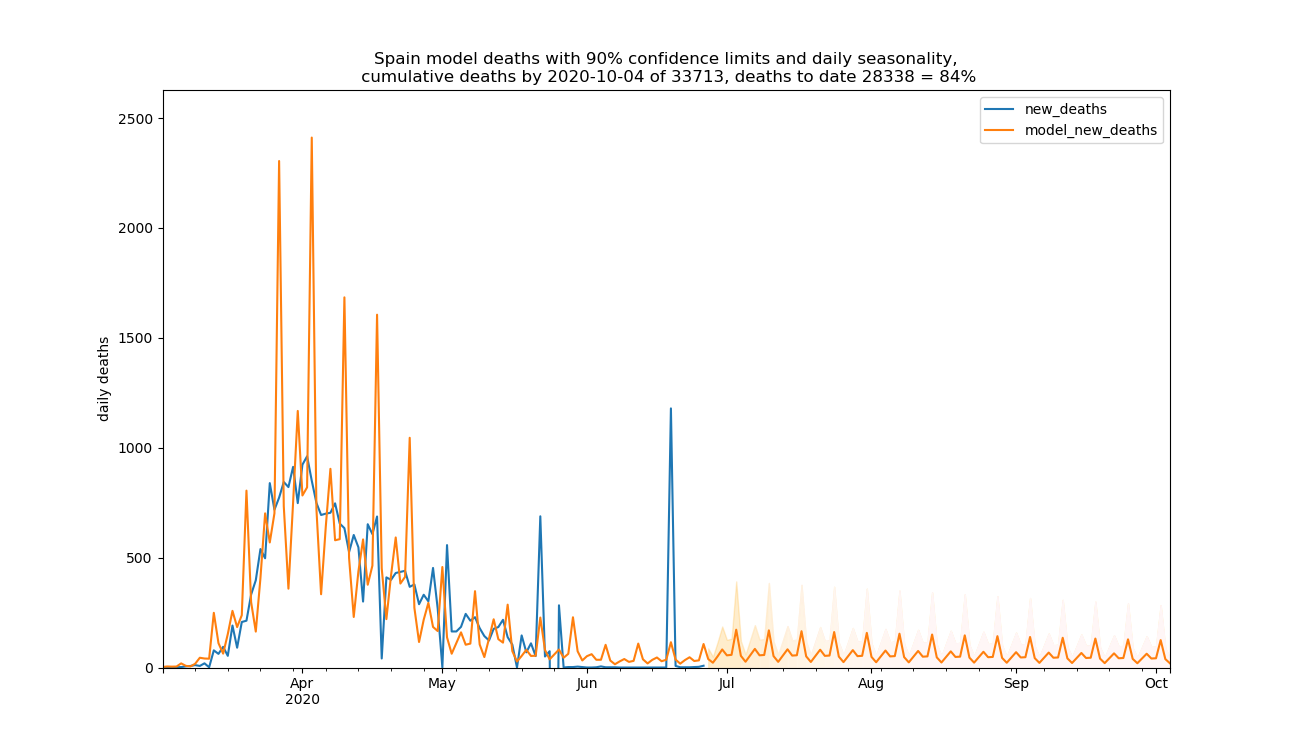 Spain model deaths with 90% confidence limits and daily seasonality,
cumulative deaths by 2020-10-04 of 33713, deaths to date 28338 = 84%
new_deaths
model_new_deaths
daily deaths
2500
2000
1500
1000
500
0
Apr
2020
May
Jun
Jul
Aug
Sep
Oct